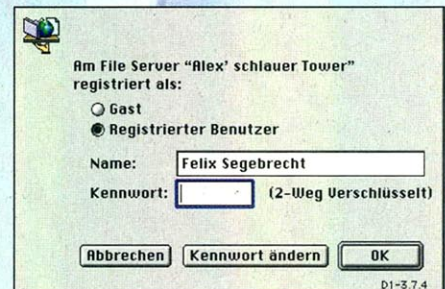 Am File Server “Alex’ schlauer Tower”
registriert als:
Gast
Registrierter Benutzer
Name: Felix Segebrecht
Kennwort: (2-Weg Verschlüsselt)
Abbrechen Kennwort ändern OK
D1-3.7.4